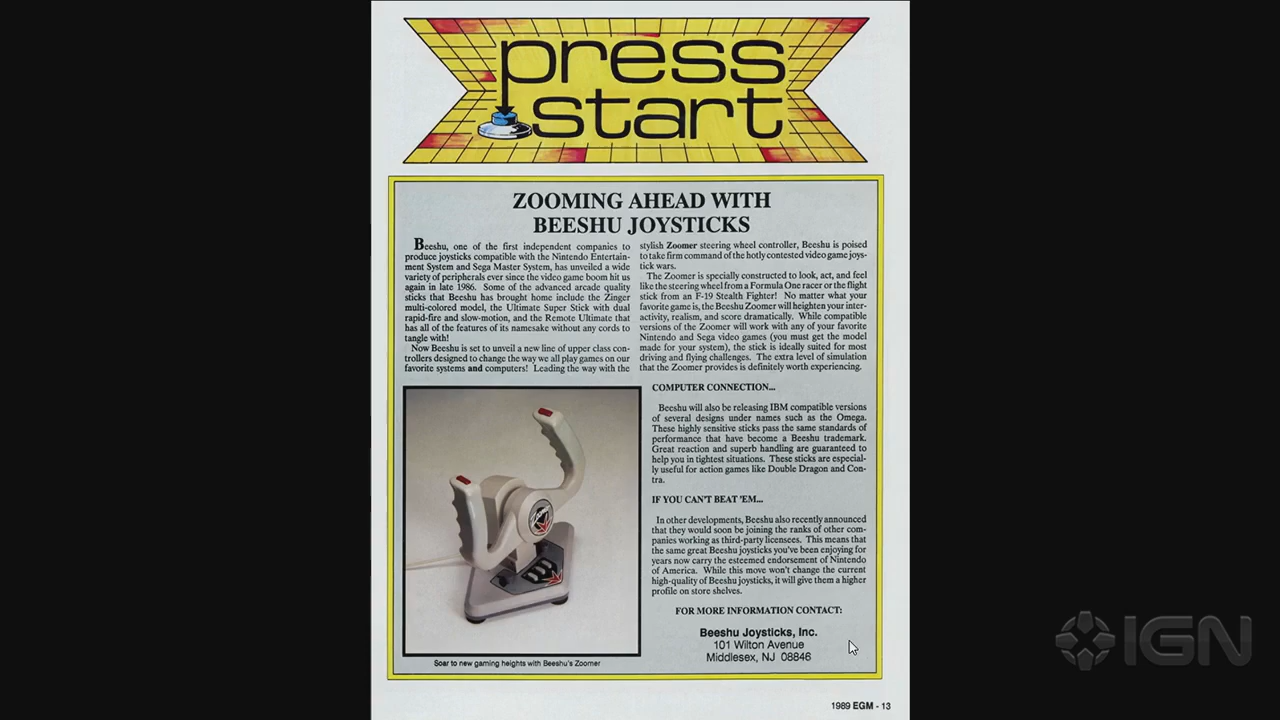 press
start
ZOOMING AHEAD WITH
BEESHU JOYSTICKS
Beeshu, one of the first independent companies to
produce joysticks compatible with the Nintendo Entertain-
ment System and Sega Master System, has unveiled a wide
variety of peripherals ever since the video game boom hit us
again in late 1986. Some of the advanced arcade quality
sticks that Beeshu has brought home include the Zinger
multi-colored model, the Ultimate Super Stick with dual
rapid-fire and slow-motion, and the Remote Ultimate that
has all of the features of its namesake without any cords to
tangle with!
Now Beeshu is set to unveil a new line of upper class con-
trollers designed to change the way we all play games on our
favorite systems and computers! Leading the way with the
stylish Zoomer steering wheel controller, Beeshu is poised
to take firm command of the hotly contested video game joys-
tick wars.
The Zoomer is specially constructed to look, act, and feel
like the steering wheel from a Formula One racer or the flight
stick from an F-19 Stealth Fighter! No matter what your
favorite game is, the Beeshu Zoomer will heighten your inter-
activity, realism, and score dramatically. While compatible
versions of the Zoomer will work with any of your favorite
Nintendo and Sega video games (you must get the model
made for your system), the stick is ideally suited for most
driving and flying challenges. The extra level of simulation
that the Zoomer provides is definitely worth experiencing.
COMPUTER CONNECTION...
Beeshu will also be releasing IBM compatible versions
of several designs under names such as the Omega.
These highly sensitive sticks pass the same standards of
performance that have become a Beeshu trademark.
Great reaction and superb handling are guaranteed to
help you in tightest situations. These sticks are especial-
ly useful for action games like Double Dragon and Con-
tra.
IF YOU CAN'T BEAT 'EM...
In other developments, Beeshu also recently announced
that they would soon be joining the ranks of other com-
panies working as third-party licensees. This means that
the same great Beeshu joysticks you've been enjoying for
years now carry the esteemed endorsement of Nintendo
of America. While this move won't change the current
high-quality of Beeshu joysticks, it will give them a higher
profile on store shelves.
FOR MORE INFORMATION CONTACT:
Beeshu Joysticks, Inc.
101 Wilton Avenue
Middlesex, NJ 08846
Soar to new gaming heights with Beeshu's Zoomer
1989 EGM - 13
IGN